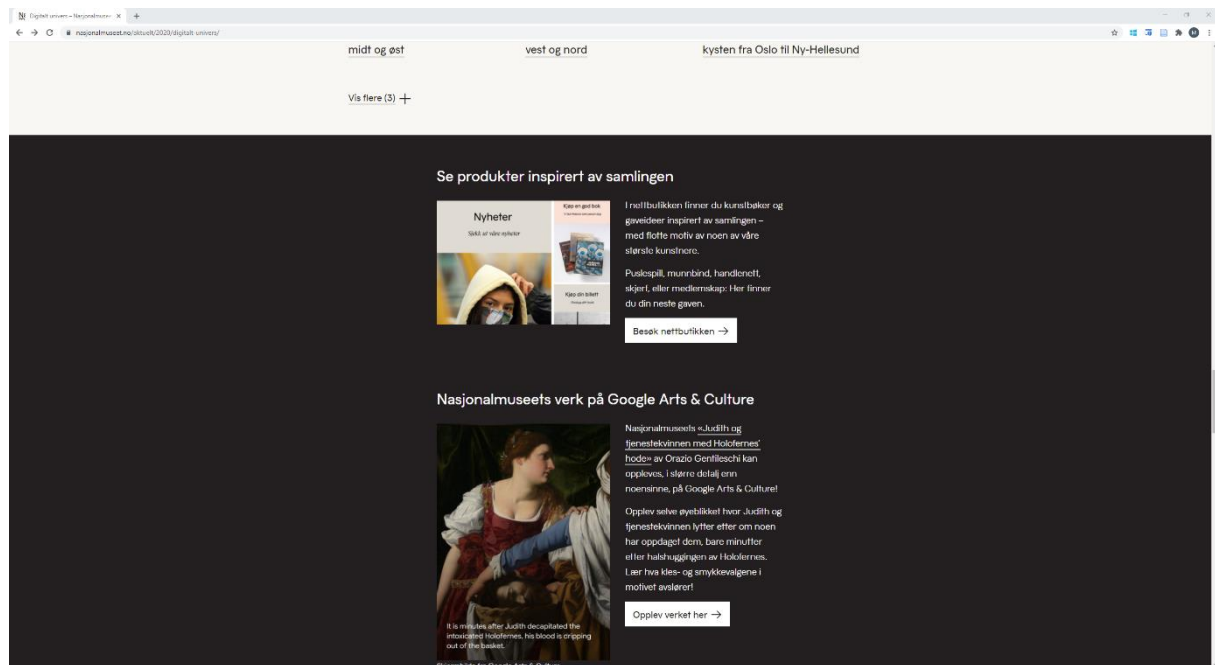 Digitalt univers – Nasjonalmuseet
nasjonalmuseet.no/aktuelt/2020/digitalt-univers/
midt og øst
vest og nord
kysten fra Oslo til Ny-Hellesund
Vis flere (3)
Se produkter inspirert av samlingen
Nyheter
Kjøp en god bok
Kjøp din billett
I nettbutikken finner du kunstbøker og
gaveideer inspirert av samlingen –
med flotte motiv av noen av våre
største kunstnere.
Puslespill, munnbind, handlenett,
skjerf, eller medlemskap: Her finner
du din neste gaven.
Besøk nettbutikken →
Nasjonalmuseets verk på Google Arts & Culture
It is minutes after Judith decapitated the
intoxicated Holofernes, his blood is dripping
out of the basket.
Nasjonalmuseets «Judith og
tjenestekvinnen med Holofernes'
hode» av Orazio Gentileschi kan
oppleves, i større detalj enn
noensinne, på Google Arts & Culture!
Opplev selve øyeblikket hvor Judith og
tjenestekvinnen lytter etter om noen
har oppdaget dem, bare minutter
etter halshuggingen av Holofernes.
Lær hva kles- og smykkevalgene i
motivet avslører!
Opplev verket her →